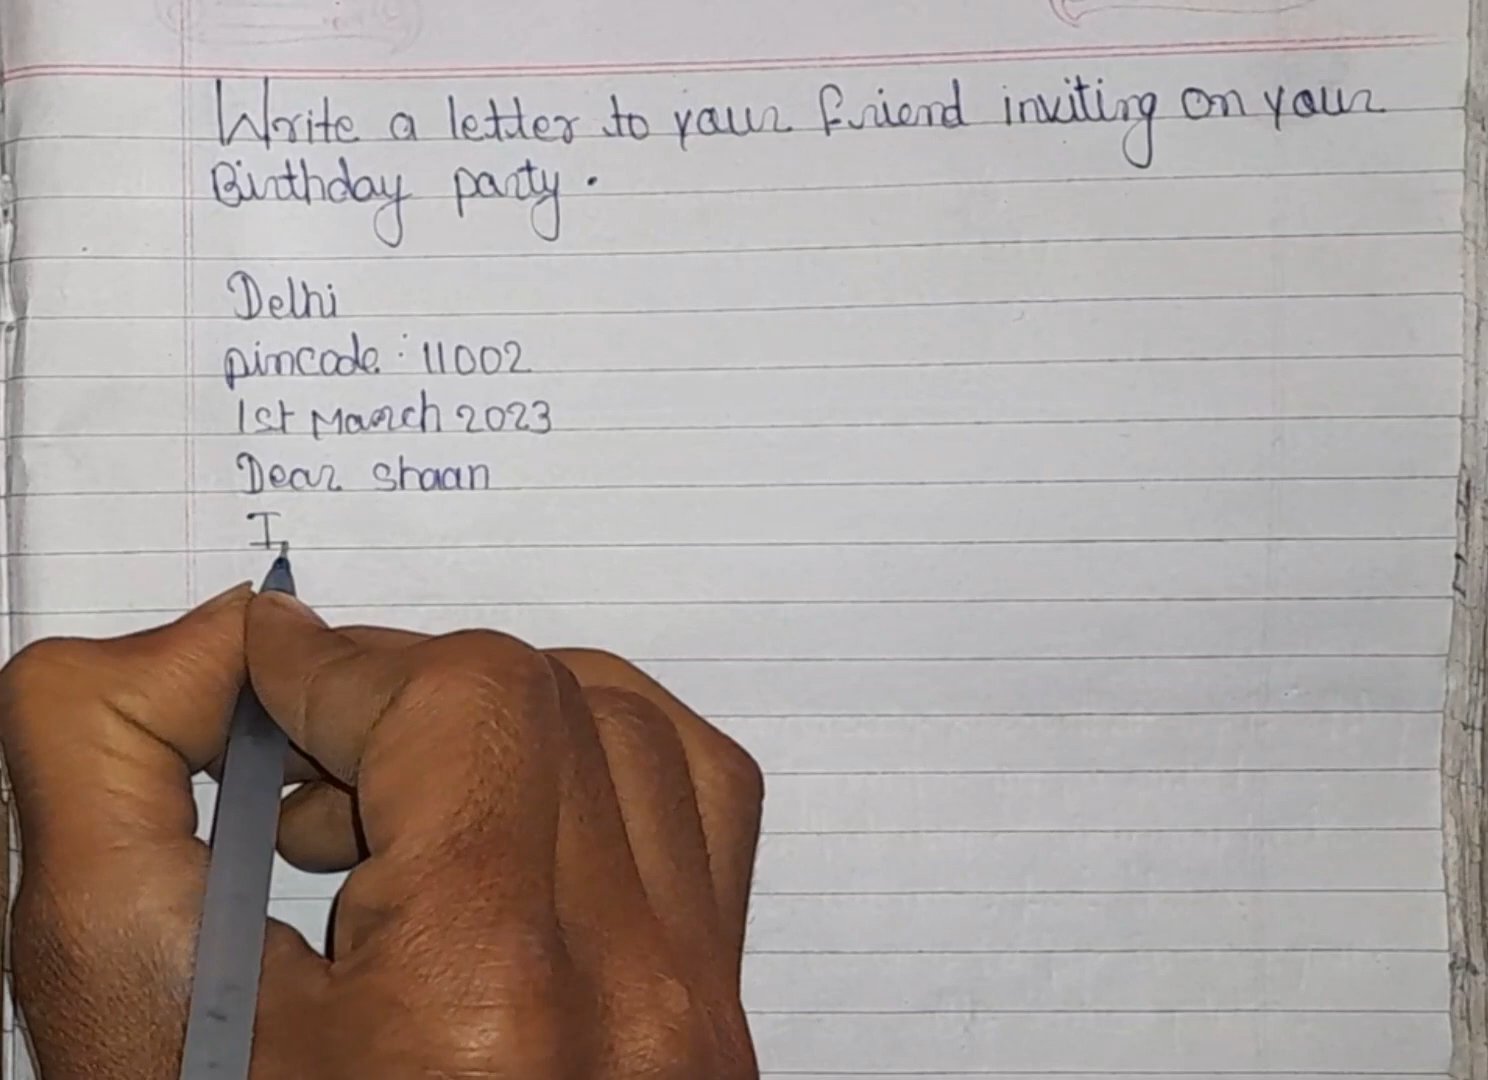 Write a letter to your friend inviting on your
Birthday party.
Delhi
pincode: 11002
1st March 2023
Dear Shaan
I